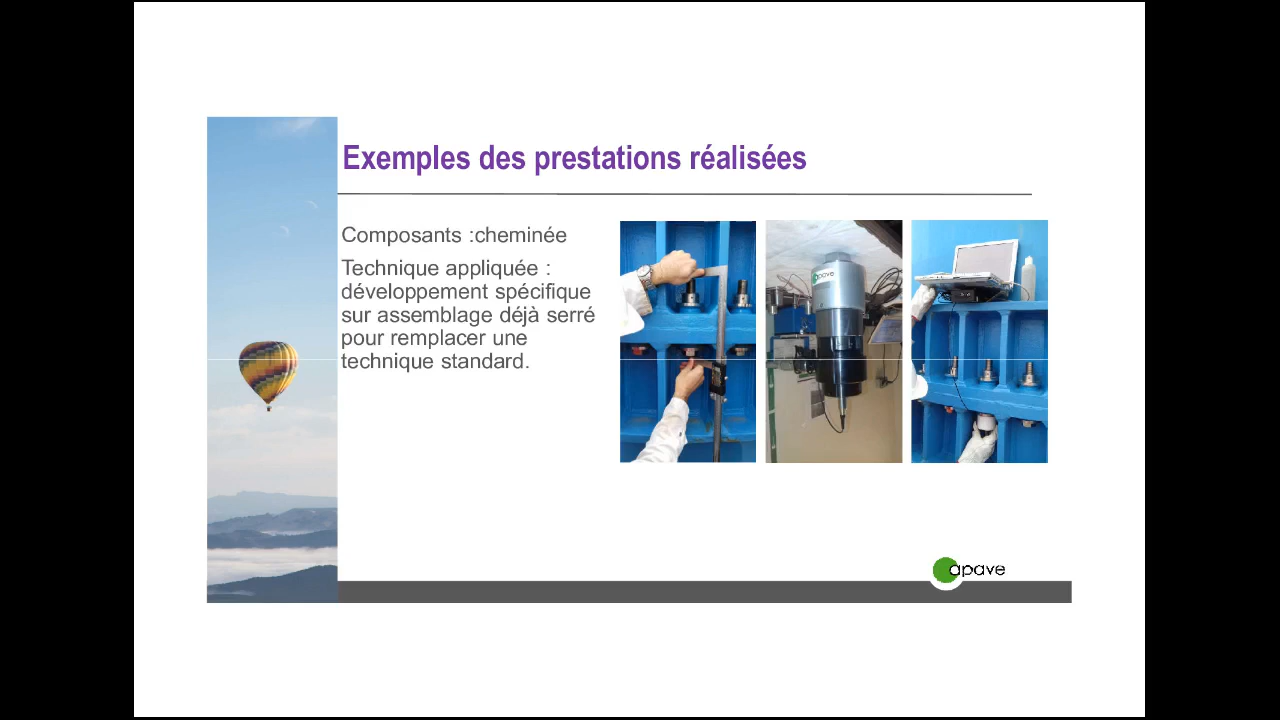 Exemples des prestations réalisées
Composants :cheminée
Technique appliquée :
développement spécifique
sur assemblage déjà serré
pour remplacer une
technique standard.
apave
apave